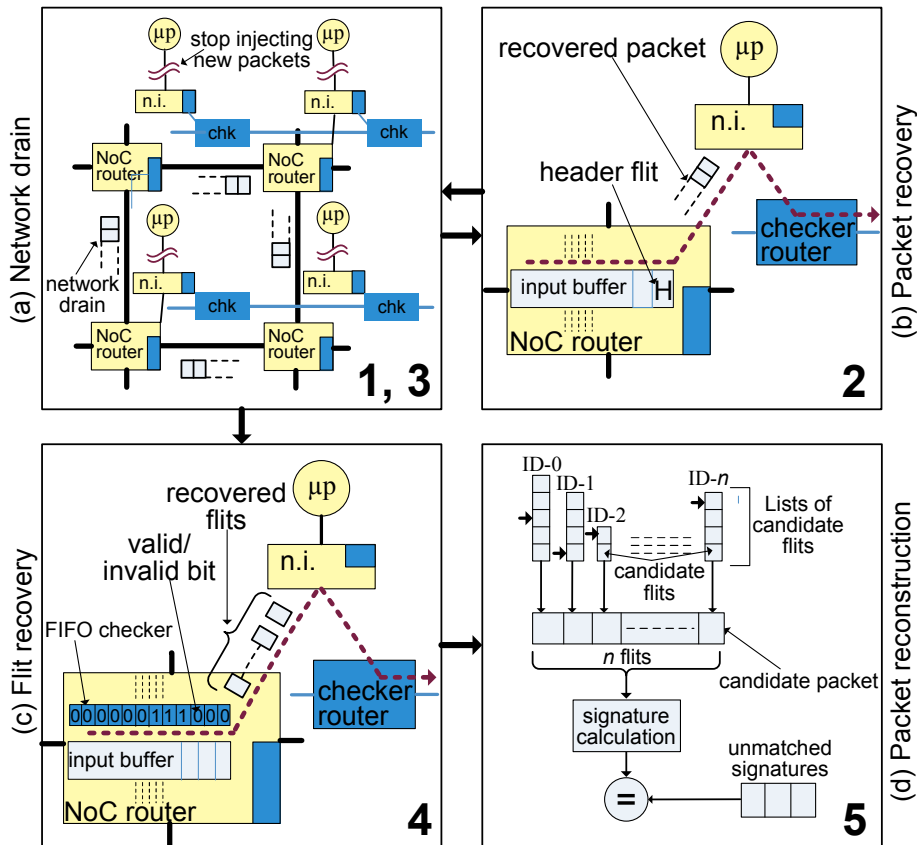 (a) Network drain
μp
μp
stop injecting
new packets
n.i.
n.i.
chk
chk
NoC
router
NoC
router
μp
μp
network
drain
n.i.
n.i.
chk
chk
NoC
router
NoC
router
1, 3
(b) Packet recovery
recovered packet
μp
n.i.
header flit
checker
router
input buffer
H
NoC router
2
(c) Flit recovery
recovered
flits
μp
valid/
invalid bit
n.i.
FIFO checker
000000111000
checker
router
input buffer
NoC router
4
(d) Packet reconstruction
ID-0
ID-1
ID-2
ID-n
Lists of
candidate
flits
candidate
flits
n flits
candidate packet
signature
calculation
unmatched
signatures
=
5